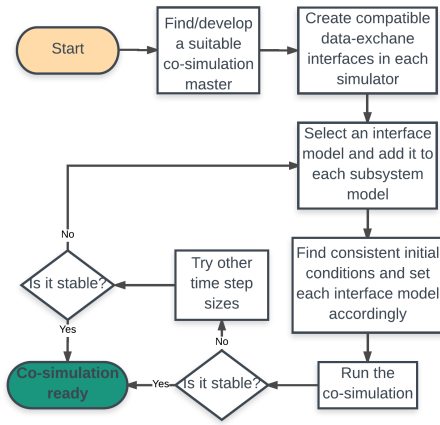 Start
Find/develop
a suitable
co-simulation
master
Create compatible
data-exchane
interfaces in each
simulator
Select an interface
model and add it to
each subsystem
model
No
Find consistent initial
conditions and set
each interface model
accordingly
Try other
time step
sizes
Is it stable?
Yes
No
Run the
co-simulation
Is it stable?
Yes
Co-simulation
ready